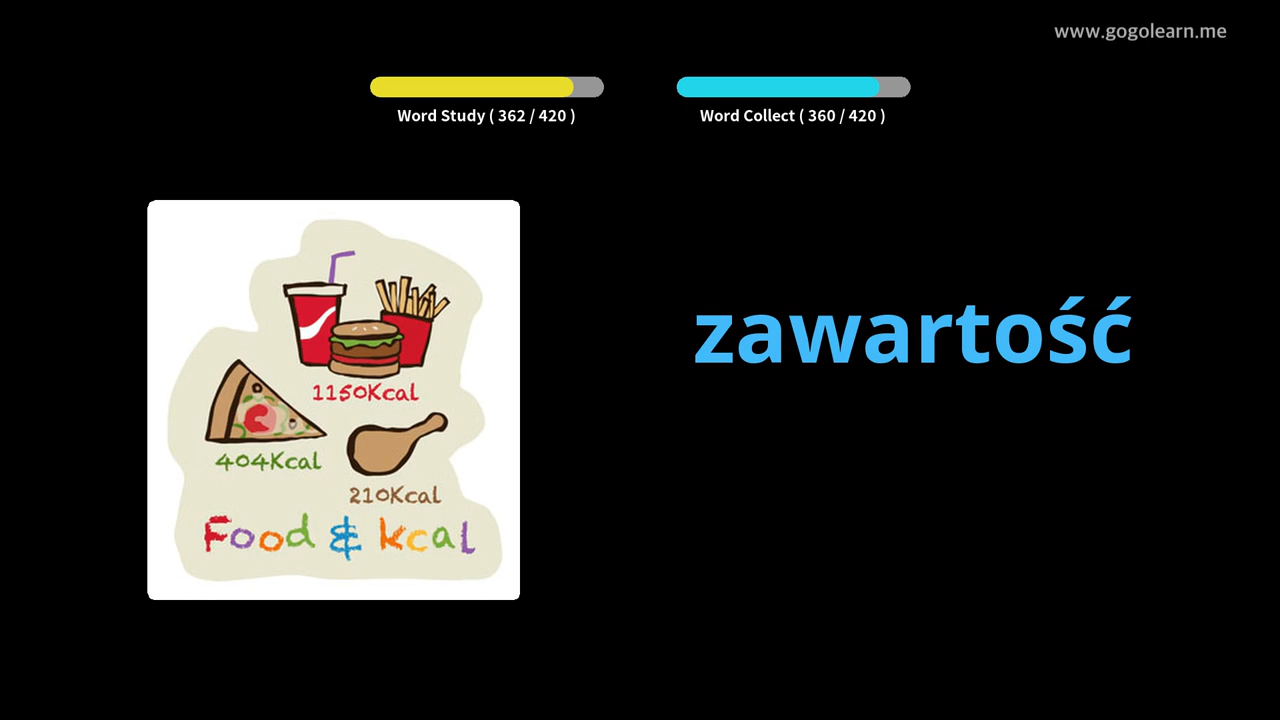 www.gogolearn.me
Word Study ( 362 / 420 )
Word Collect ( 360 / 420 )
1150Kcal
404Kcal
210Kcal
Food & kcal
zawartość